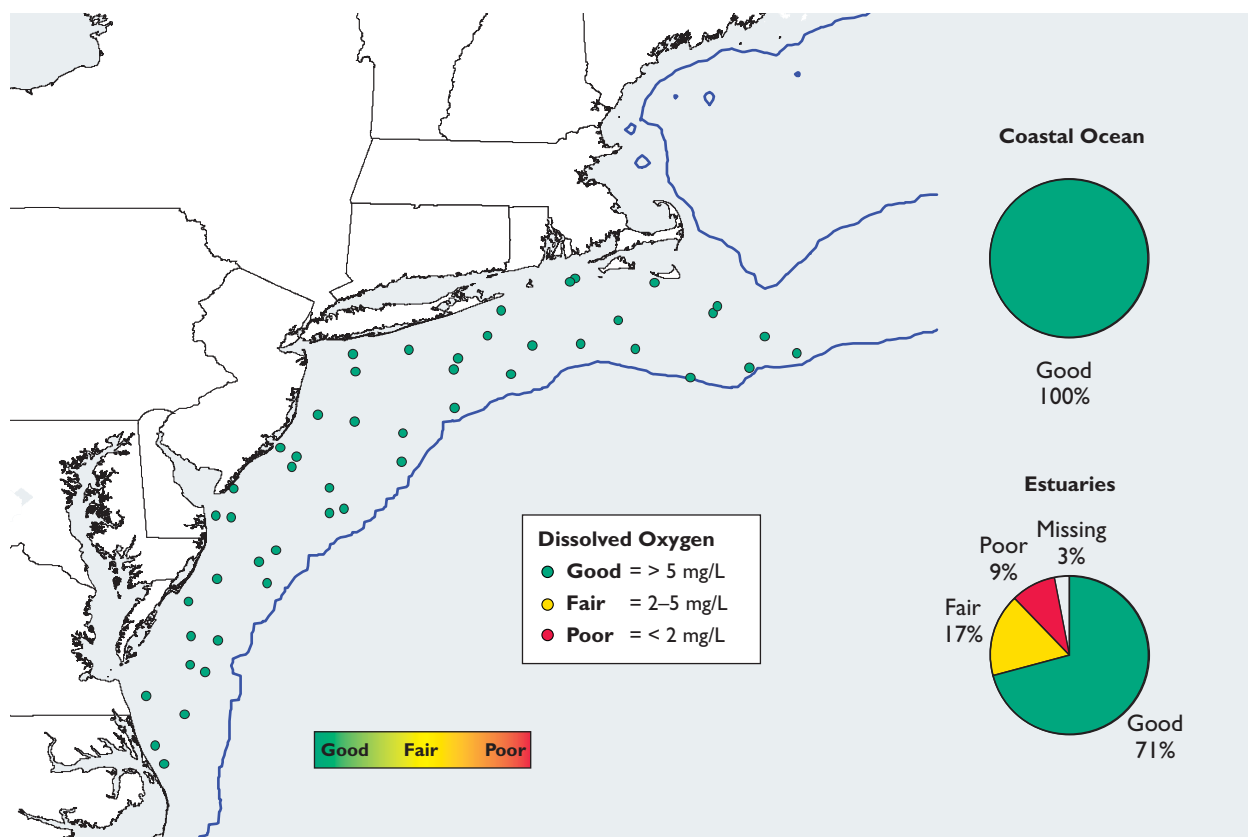 Coastal Ocean
Good
100%
Estuaries
Missing
3%
Poor
9%
Fair
17%
Good
71%
Dissolved Oxygen
Good = > 5 mg/L
Fair = 2–5 mg/L
Poor = < 2 mg/L
Good Fair Poor